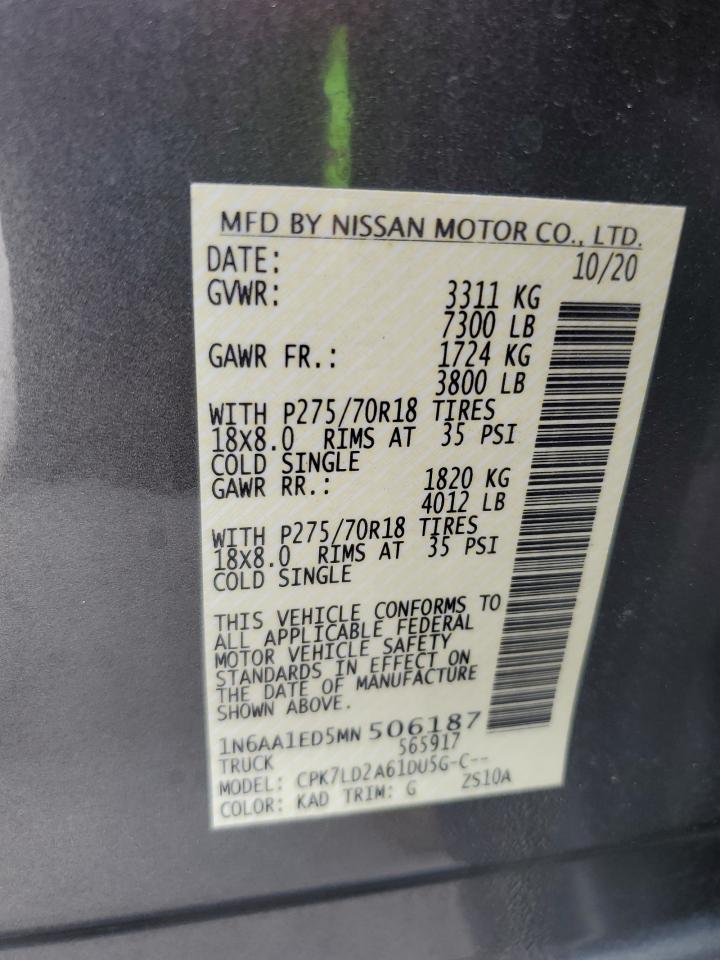 MFD BY NISSAN MOTOR CO., LTD.
DATE: 10/20
GVWR: 3311 KG
7300 LB
GAWR FR.: 1724 KG
3800 LB
WITH P275/70R18 TIRES
18X8.0 RIMS AT 35 PSI
COLD SINGLE
GAWR RR.: 1820 KG
4012 LB
WITH P275/70R18 TIRES
18X8.0 RIMS AT 35 PSI
COLD SINGLE
THIS VEHICLE CONFORMS TO
ALL APPLICABLE FEDERAL
MOTOR VEHICLE SAFETY
STANDARDS IN EFFECT ON
THE DATE OF MANUFACTURE
SHOWN ABOVE.
1N6AA1ED5MN 506187
TRUCK 565917
MODEL: CPK7LD2A61DU5G-C--
COLOR: KAD TRIM: G ZS10A